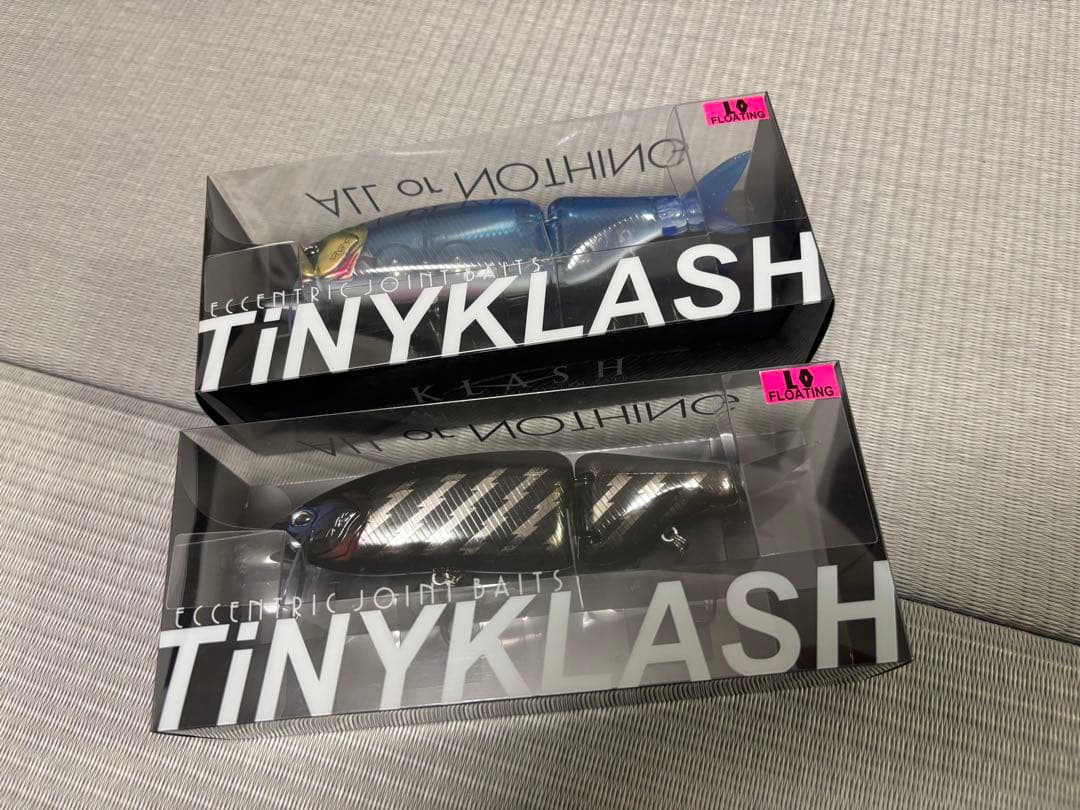 LO
FLOATING
ALL or NOTHING
ECCENTRIC JOINT BAITS
TiNYKLASH
KLASH
LO
FLOATING
ALL or NOTHING
ECCENTRIC JOINT BAITS
TiNYKLASH